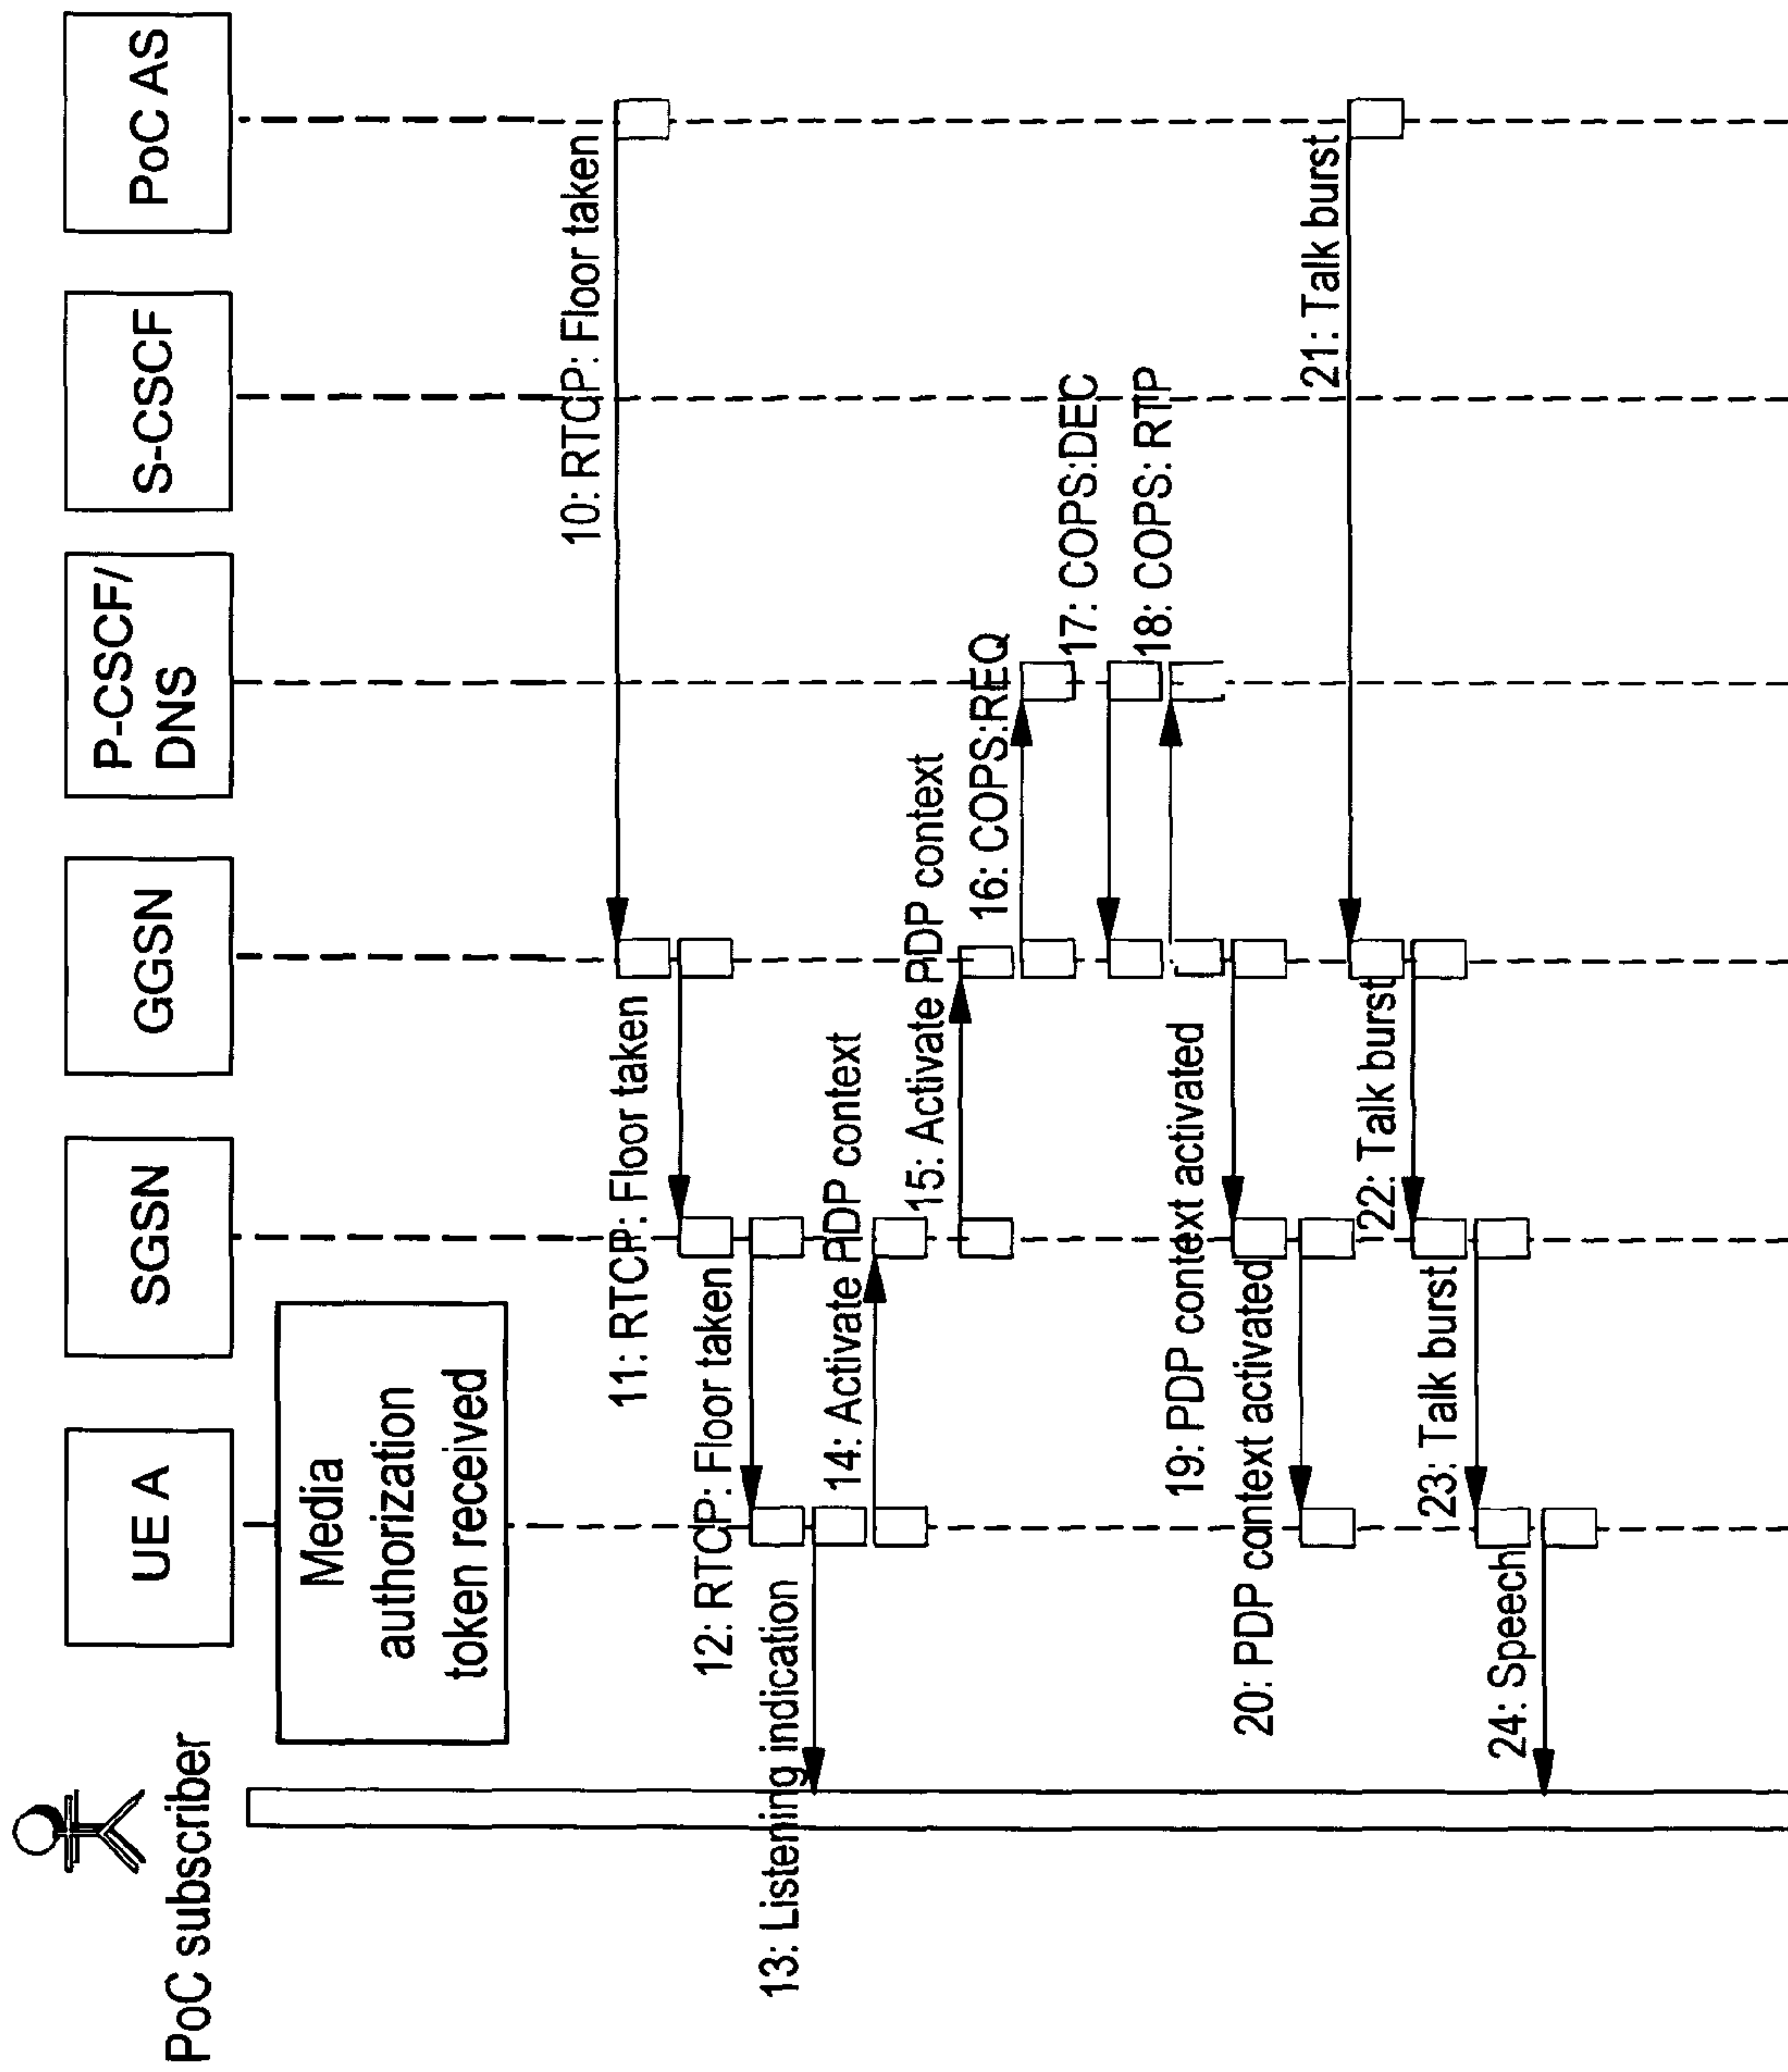 PoC subscriber
UE A
SGSN
GGSN
P-CSCF/
DNS
S-CSCF
PoC AS
Media
authorization
token received
10: RTCP: Floor taken
11: RTCP: Floor taken
12: RTCP: Floor taken
13: Listening indication
14: Activate PDP context
15: Activate PDP context
16: COPS:REQ
17: COPS:DEC
18: COPS: RTP
19: PDP context activated
20: PDP context activated
21: Talk burst
22: Talk burst
23: Talk burst
24: Speech